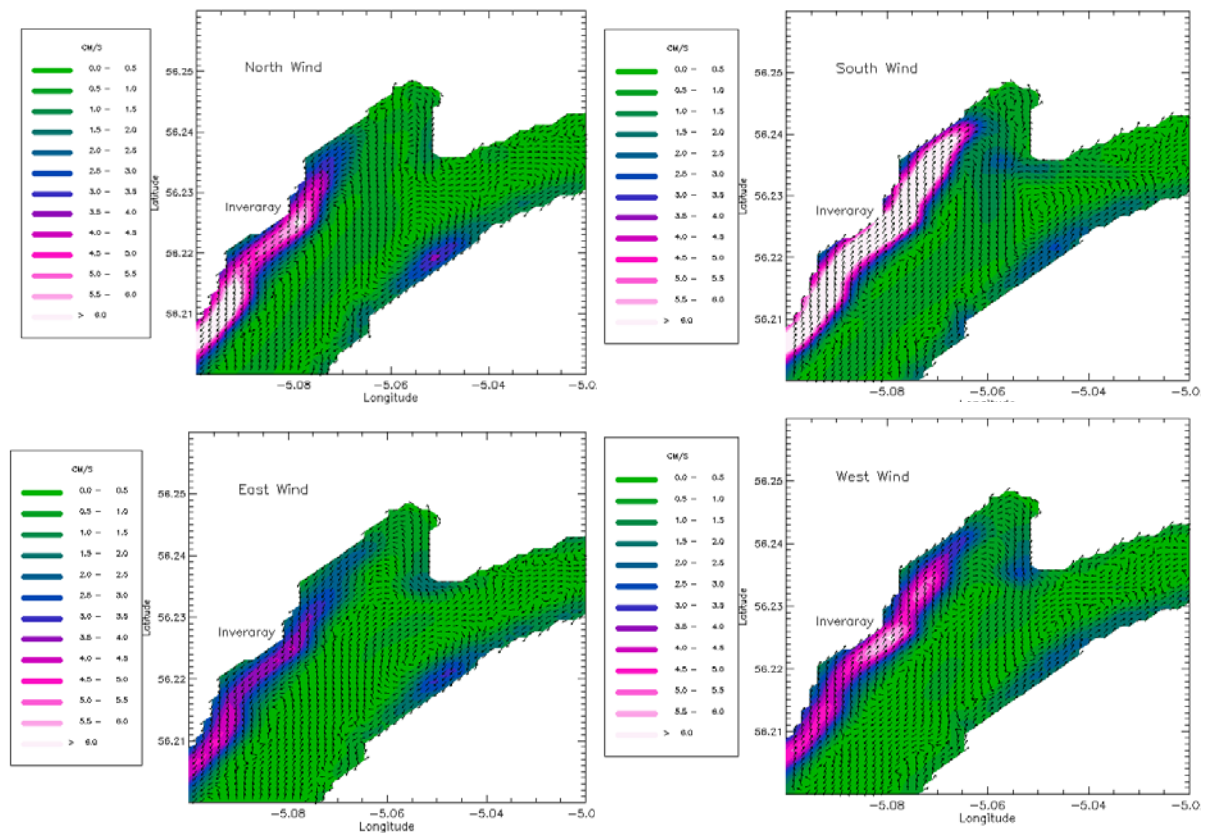 CM/S
0.0 - 0.5
0.5 - 1.0
1.0 - 1.5
1.5 - 2.0
2.0 - 2.5
2.5 - 3.0
3.0 - 3.5
3.5 - 4.0
4.0 - 4.5
4.5 - 5.0
5.0 - 5.5
5.5 - 6.0
> 6.0
North Wind
Inveraray
56.25
56.24
56.23
56.22
56.21
Latitude
-5.08 -5.06 -5.04 -5.0
Longitude
CM/S
0.0 - 0.5
0.5 - 1.0
1.0 - 1.5
1.5 - 2.0
2.0 - 2.5
2.5 - 3.0
3.0 - 3.5
3.5 - 4.0
4.0 - 4.5
4.5 - 5.0
5.0 - 5.5
5.5 - 6.0
> 6.0
South Wind
Inveraray
56.25
56.24
56.23
56.22
56.21
Latitude
-5.08 -5.06 -5.04 -5.0
Longitude
CM/S
0.0 - 0.5
0.5 - 1.0
1.0 - 1.5
1.5 - 2.0
2.0 - 2.5
2.5 - 3.0
3.0 - 3.5
3.5 - 4.0
4.0 - 4.5
4.5 - 5.0
5.0 - 5.5
5.5 - 6.0
> 6.0
East Wind
Inveraray
56.25
56.24
56.23
56.22
56.21
Latitude
-5.08 -5.06 -5.04 -5.0
Longitude
CM/S
0.0 - 0.5
0.5 - 1.0
1.0 - 1.5
1.5 - 2.0
2.0 - 2.5
2.5 - 3.0
3.0 - 3.5
3.5 - 4.0
4.0 - 4.5
4.5 - 5.0
5.0 - 5.5
5.5 - 6.0
> 6.0
West Wind
Inveraray
56.25
56.24
56.23
56.22
56.21
Latitude
-5.08 -5.06 -5.04 -5.0
Longitude